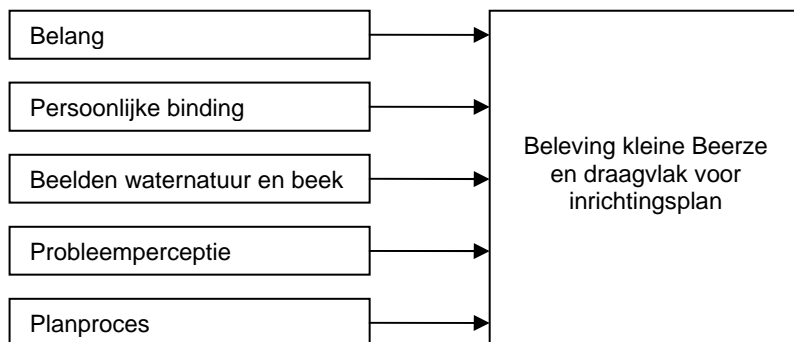 Belang
Persoonlijke binding
Beelden waternatuur en beek
Probleemperceptie
Planproces
Beleving kleine Beerze
en draagvlak voor
inrichtingsplan